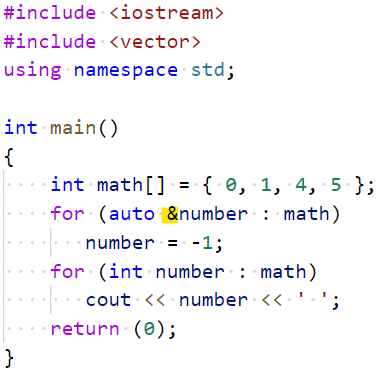 #include <iostream>
#include <vector>
using namespace std;

int main()
{
    int math[] = { 0, 1, 4, 5 };
    for (auto &number : math)
        number = -1;
    for (int number : math)
        cout << number << ' ';
    return (0);
}